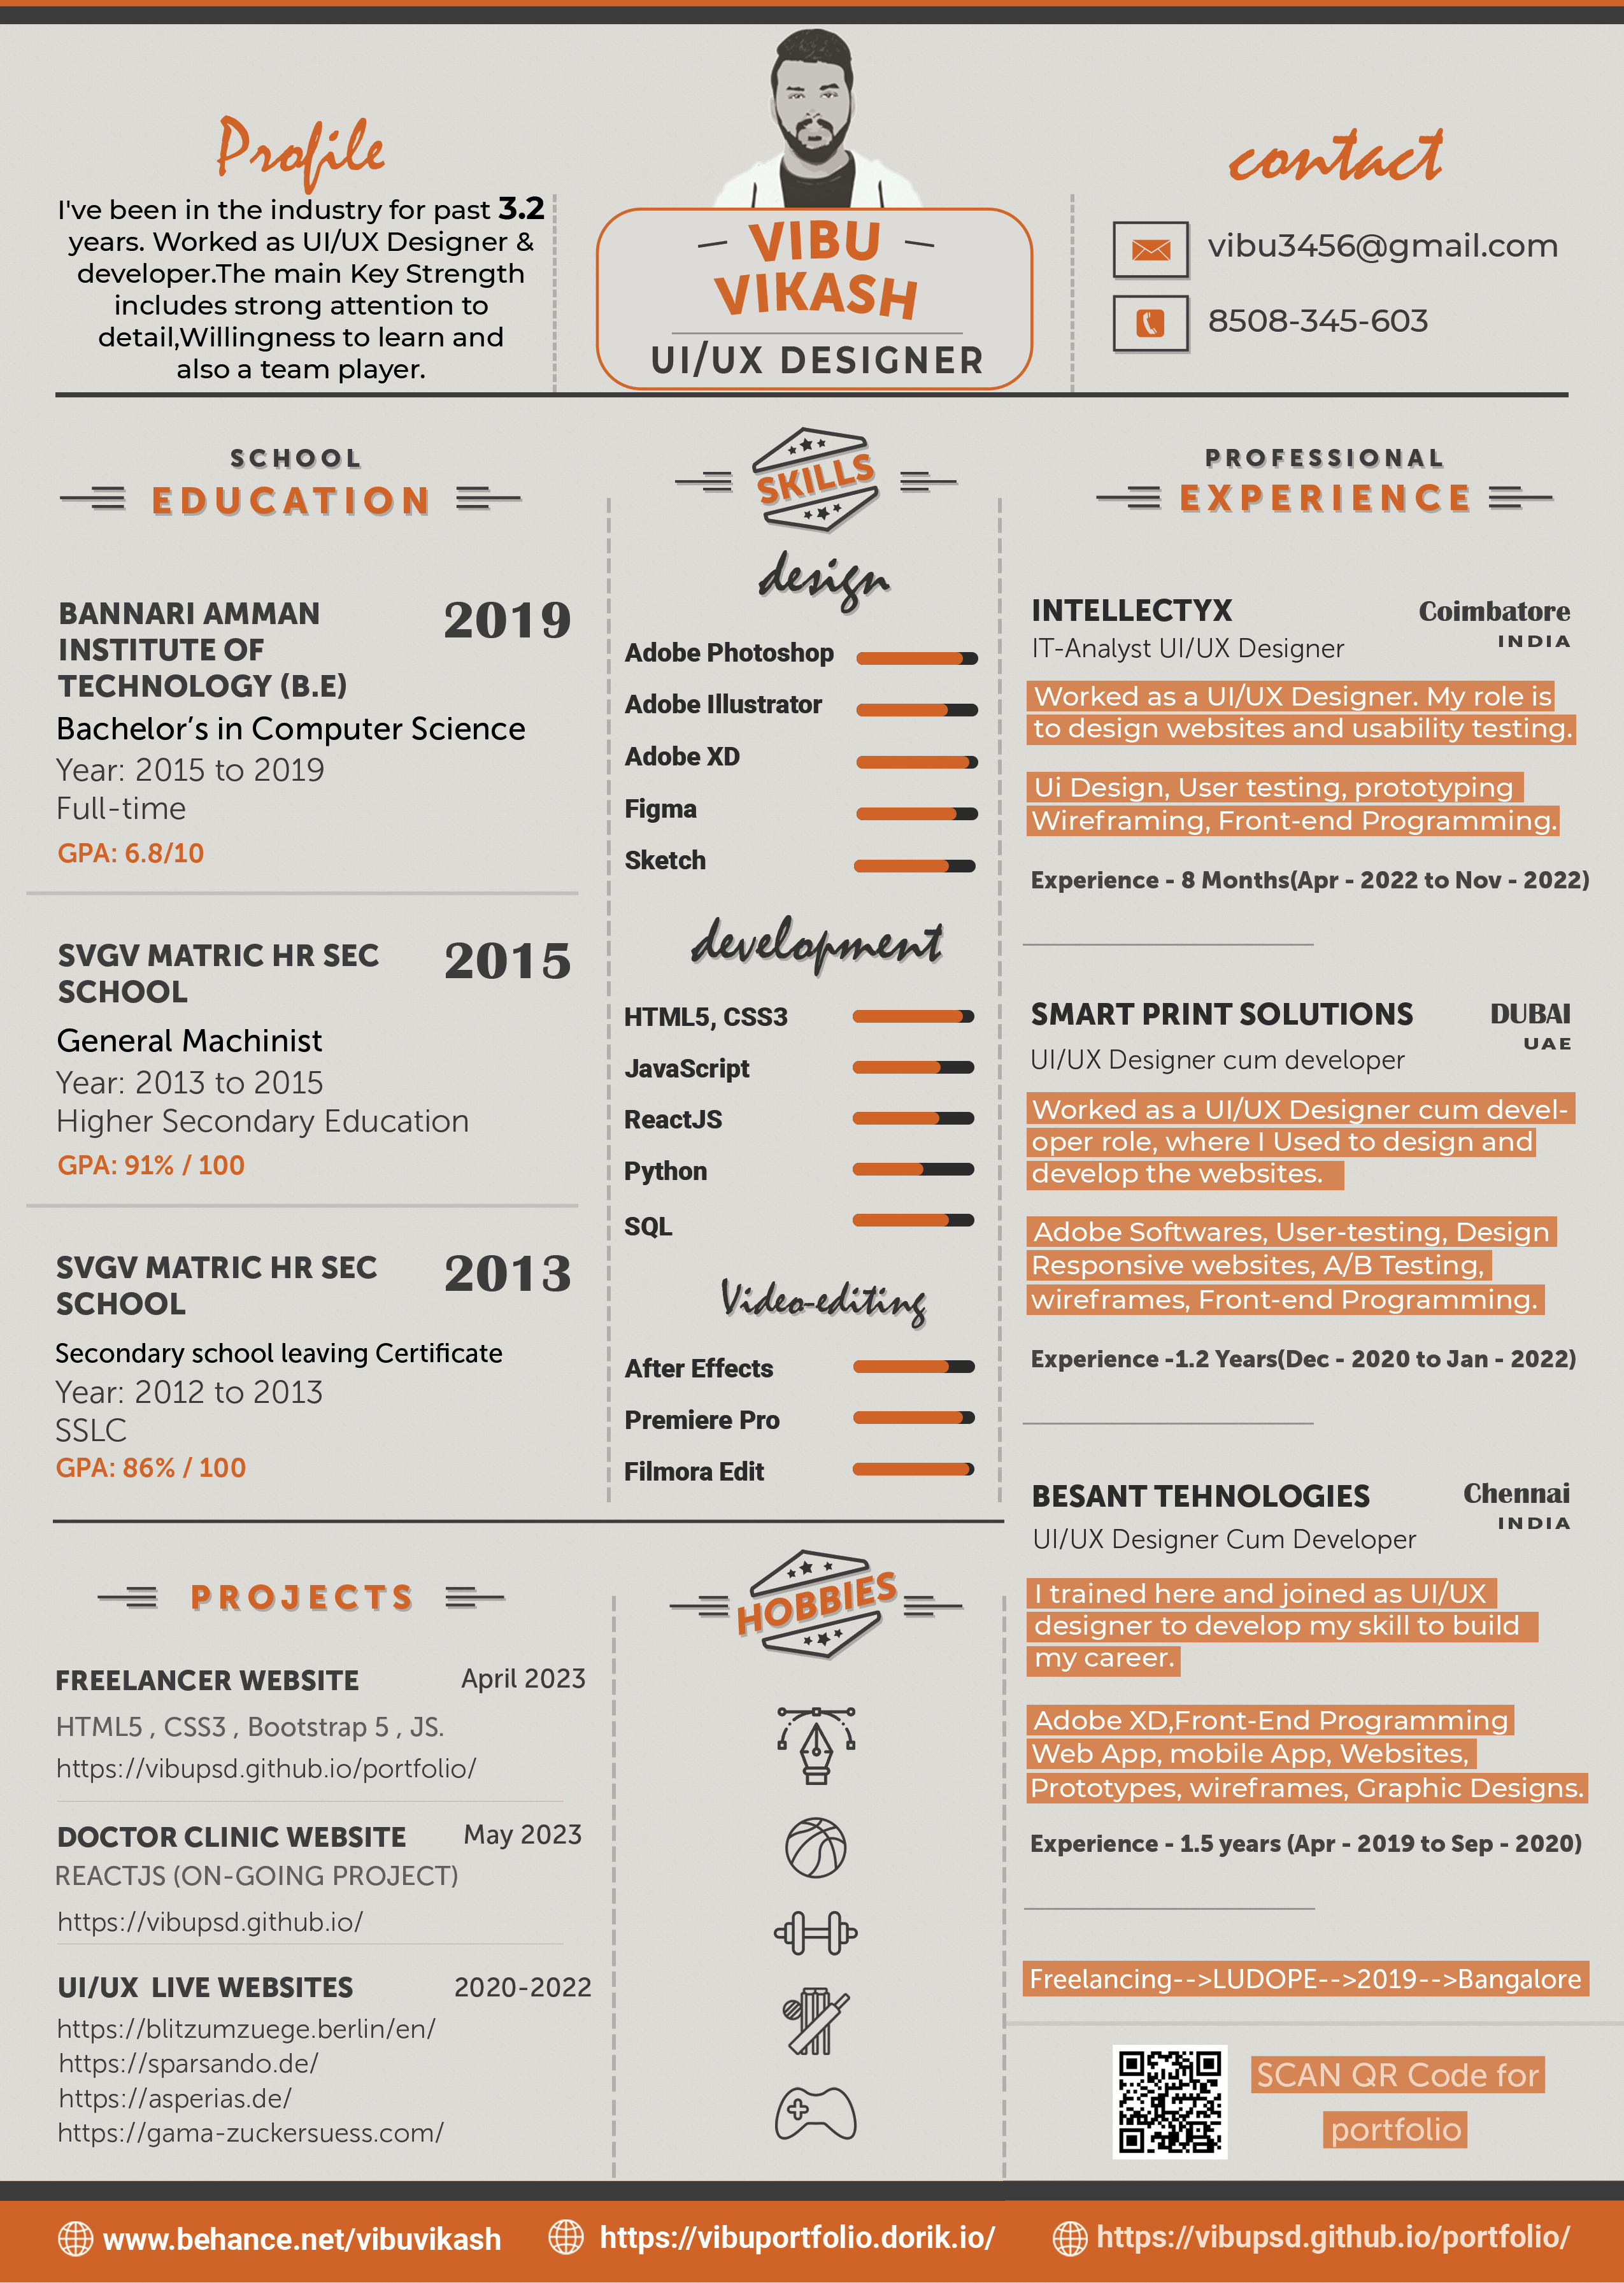 Profile
I've been in the industry for past 3.2
years. Worked as UI/UX Designer &
developer.The main Key Strength
includes strong attention to
detail,Willingness to learn and
also a team player.
VIBU
VIKASH
UI/UX DESIGNER
contact
vibu3456@gmail.com
8508-345-603
SCHOOL
EDUCATION
BANNARI AMMAN
INSTITUTE OF
TECHNOLOGY (B.E)
2019
Bachelor's in Computer Science
Year: 2015 to 2019
Full-time
GPA: 6.8/10
SVGV MATRIC HR SEC
SCHOOL
2015
General Machinist
Year: 2013 to 2015
Higher Secondary Education
GPA: 91% / 100
SVGV MATRIC HR SEC
SCHOOL
2013
Secondary school leaving Certificate
Year: 2012 to 2013
SSLC
GPA: 86% / 100
SKILLS
design
Adobe Photoshop
Adobe Illustrator
Adobe XD
Figma
Sketch
development
HTML5, CSS3
JavaScript
ReactJS
Python
SQL
Video-editing
After Effects
Premiere Pro
Filmora Edit
PROFESSIONAL
EXPERIENCE
INTELLECTYX
Coimbatore
IT-Analyst UI/UX Designer
INDIA
Worked as a UI/UX Designer. My role is
to design websites and usability testing.
Ui Design, User testing, prototyping
Wireframing, Front-end Programming.
Experience - 8 Months(Apr - 2022 to Nov - 2022)
SMART PRINT SOLUTIONS
DUBAI
UAE
UI/UX Designer cum developer
Worked as a UI/UX Designer cum devel-
oper role, where I Used to design and
develop the websites.
Adobe Softwares, User-testing, Design
Responsive websites, A/B Testing,
wireframes, Front-end Programming.
Experience -1.2 Years(Dec - 2020 to Jan - 2022)
BESANT TEHNOLOGIES
Chennai
INDIA
UI/UX Designer Cum Developer
I trained here and joined as UI/UX
designer to develop my skill to build
my career.
Adobe XD,Front-End Programming
Web App, mobile App, Websites,
Prototypes, wireframes, Graphic Designs.
Experience - 1.5 years (Apr - 2019 to Sep - 2020)
Freelancing-->LUDOPE-->2019-->Bangalore
SCAN QR Code for
portfolio
PROJECTS
FREELANCER WEBSITE
April 2023
HTML5 , CSS3 , Bootstrap 5 , JS.
https://vibupsd.github.io/portfolio/
DOCTOR CLINIC WEBSITE
May 2023
REACTJS (ON-GOING PROJECT)
https://vibupsd.github.io/
UI/UX LIVE WEBSITES
2020-2022
https://blitzumzuege.berlin/en/
https://sparsando.de/
https://asperias.de/
https://gama-zuckersuess.com/
HOBBIES
www.behance.net/vibuvikash
https://vibuportfolio.dorik.io/
https://vibupsd.github.io/portfolio/